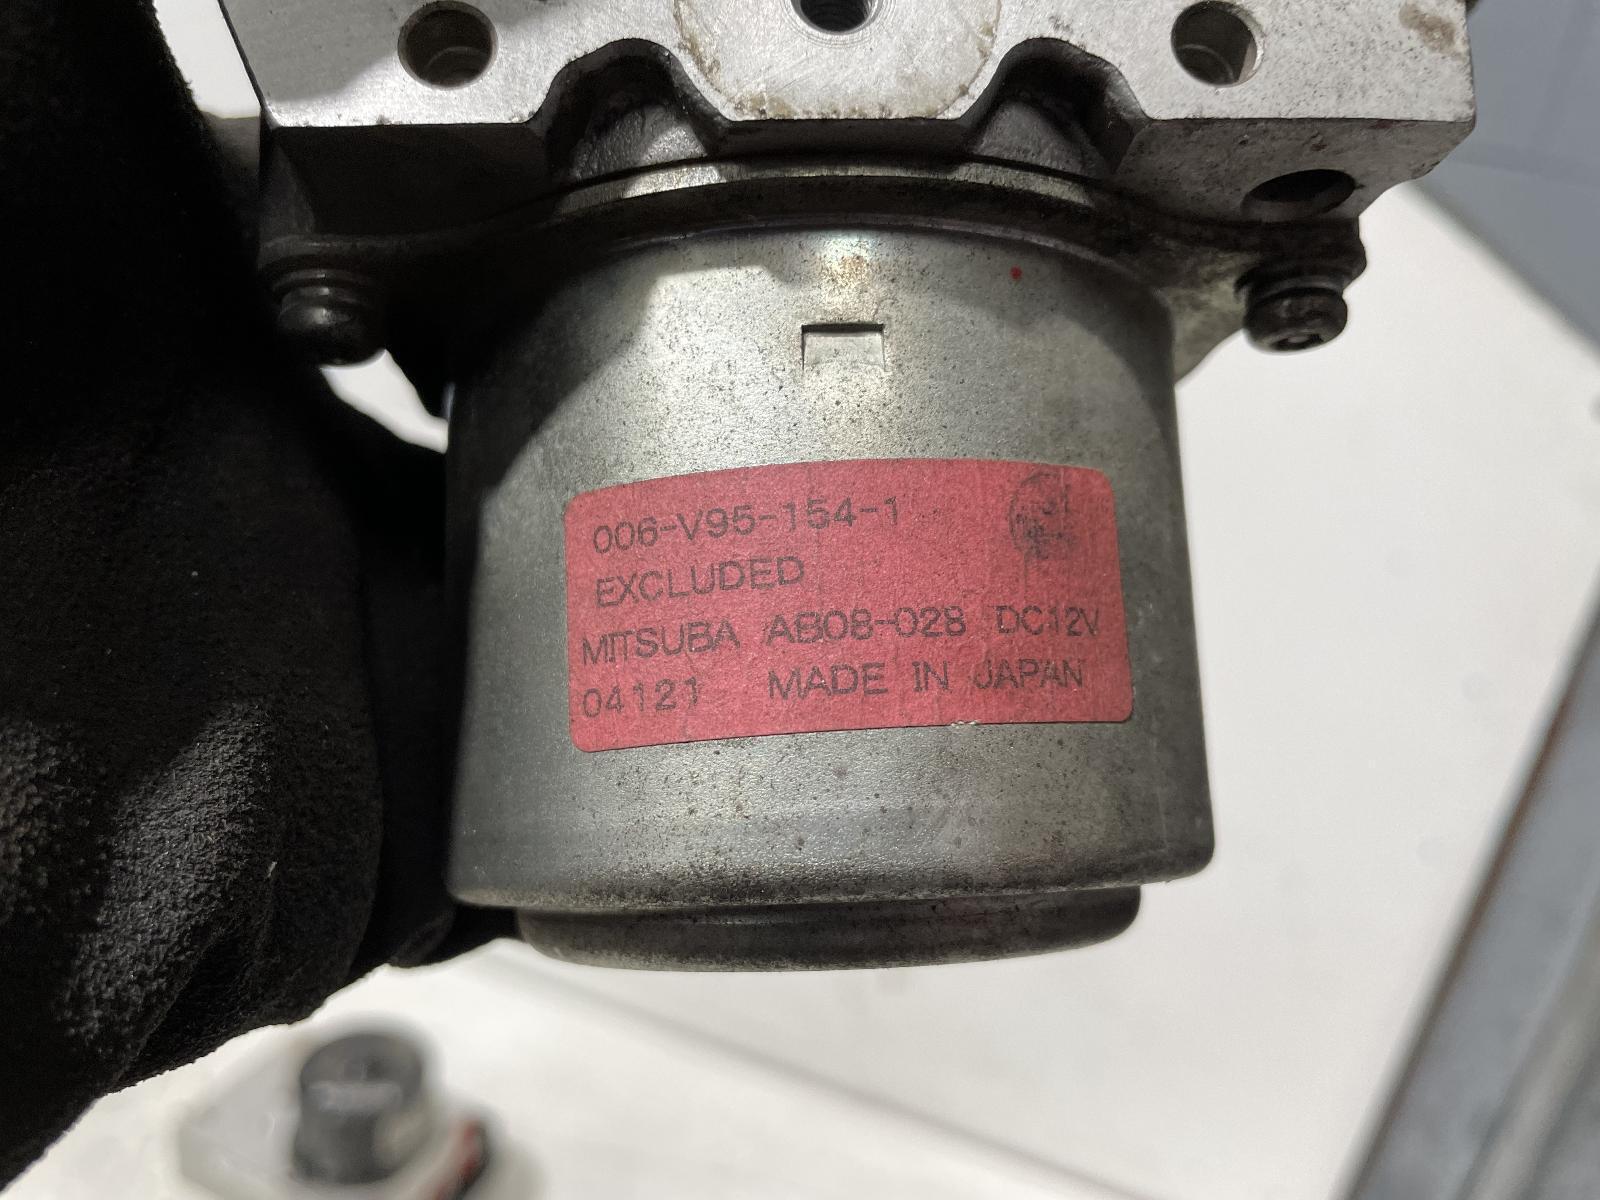 006-V95-154-1
EXCLUDED
MITSUBA AB08-028 DC12V
04121 MADE IN JAPAN